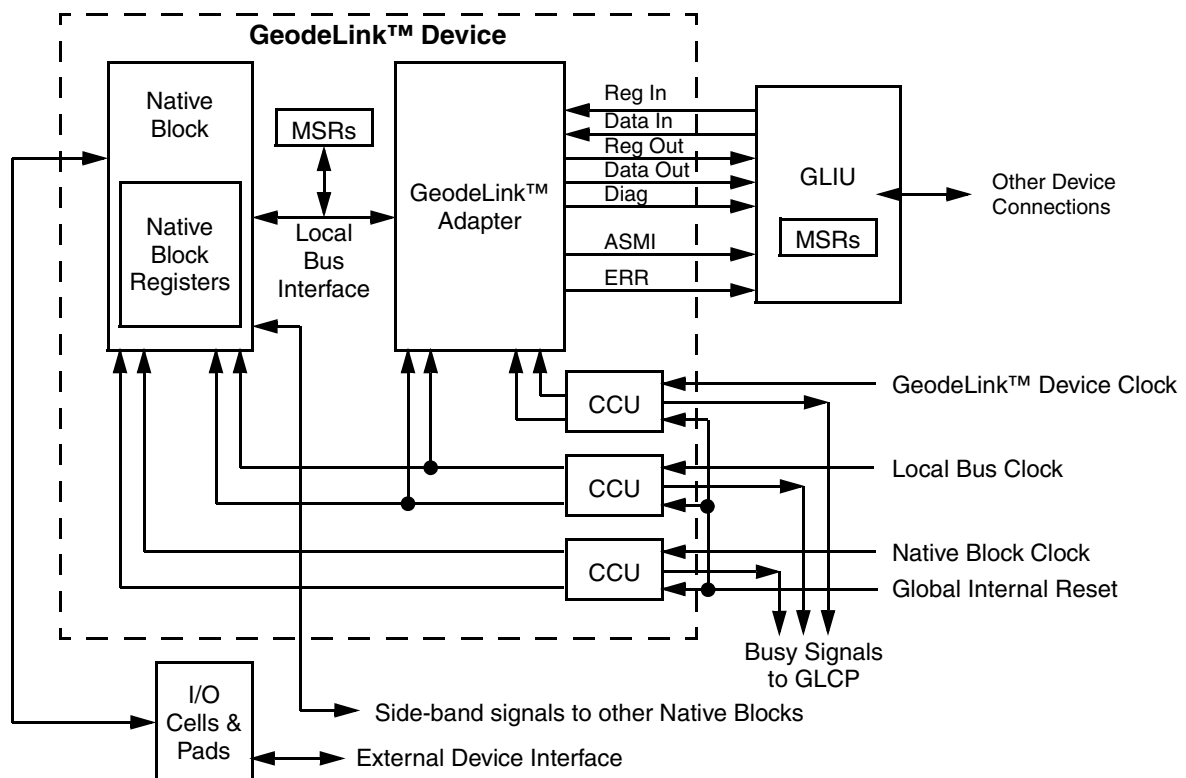 GeodeLink™ Device
Native
Block
Native
Block
Registers
MSRs
Local
Bus
Interface
GeodeLink™
Adapter
Reg In
Data In
Reg Out
Data Out
Diag
ASMI
ERR
GLIU
MSRs
Other Device
Connections
CCU
GeodeLink™ Device Clock
CCU
Local Bus Clock
CCU
Native Block Clock
Global Internal Reset
Busy Signals
to GLCP
I/O
Cells &
Pads
Side-band signals to other Native Blocks
External Device Interface